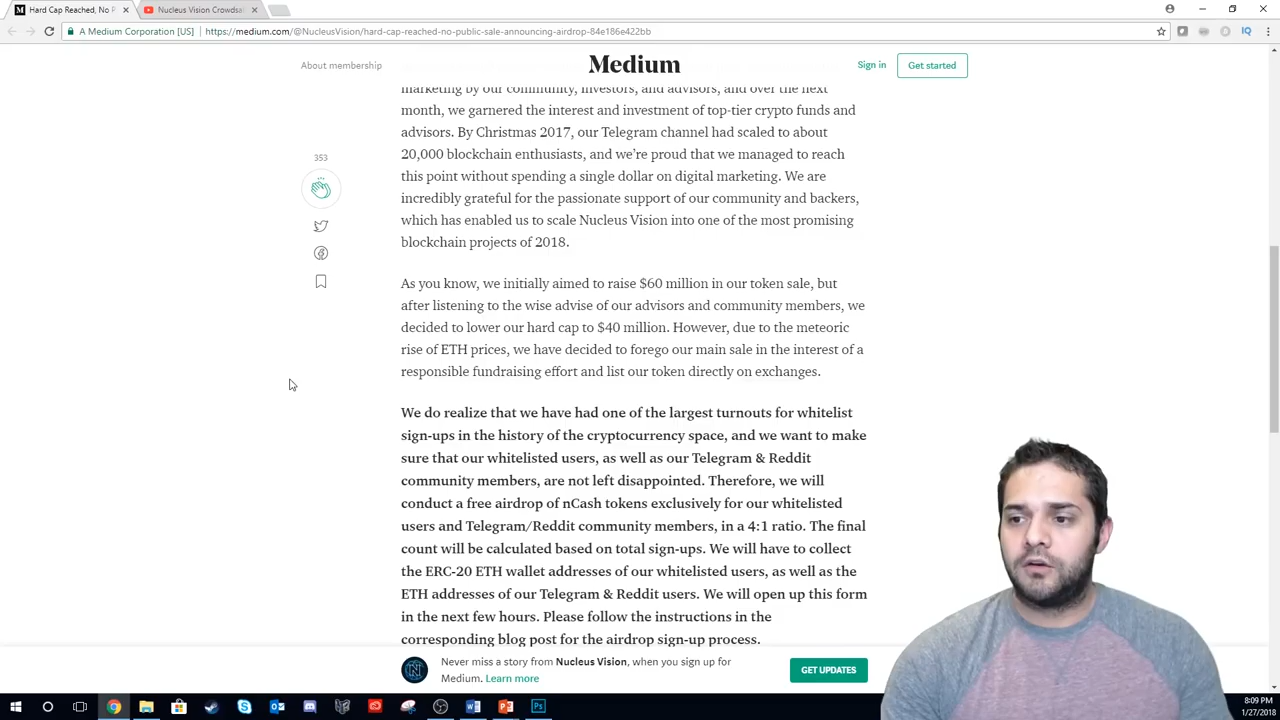 Hard Cap Reached, No P
Nucleus Vision Crowdsa
A Medium Corporation [US]
https://medium.com/@NucleusVision/hard-cap-reached-no-public-sale-announcing-airdrop-84e186e422bb
About membership
Medium
Sign in
Get started
marketing by our community, investors, and advisors, and over the next
month, we garnered the interest and investment of top-tier crypto funds and
advisors. By Christmas 2017, our Telegram channel had scaled to about
20,000 blockchain enthusiasts, and we're proud that we managed to reach
this point without spending a single dollar on digital marketing. We are
incredibly grateful for the passionate support of our community and backers,
which has enabled us to scale Nucleus Vision into one of the most promising
blockchain projects of 2018.
353
As you know, we initially aimed to raise $60 million in our token sale, but
after listening to the wise advise of our advisors and community members, we
decided to lower our hard cap to $40 million. However, due to the meteoric
rise of ETH prices, we have decided to forego our main sale in the interest of a
responsible fundraising effort and list our token directly on exchanges.
We do realize that we have had one of the largest turnouts for whitelist
sign-ups in the history of the cryptocurrency space, and we want to make
sure that our whitelisted users, as well as our Telegram & Reddit
community members, are not left disappointed. Therefore, we will
conduct a free airdrop of nCash tokens exclusively for our whitelisted
users and Telegram/Reddit community members, in a 4:1 ratio. The final
count will be calculated based on total sign-ups. We will have to collect
the ERC-20 ETH wallet addresses of our whitelisted users, as well as the
ETH addresses of our Telegram & Reddit users. We will open up this form
in the next few hours. Please follow the instructions in the
corresponding blog post for the airdrop sign-up process.
Never miss a story from Nucleus Vision, when you sign up for
Medium. Learn more
GET UPDATES
8:09 PM
1/27/2018